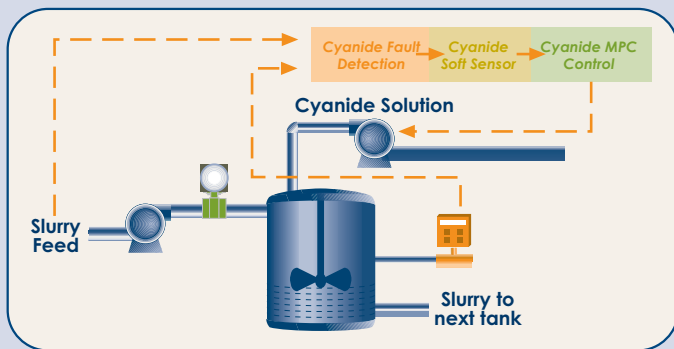 Cyanide Fault
Detection
Cyanide
Soft Sensor
Cyanide MPC
Control
Cyanide Solution
Slurry
Feed
Slurry to
next tank